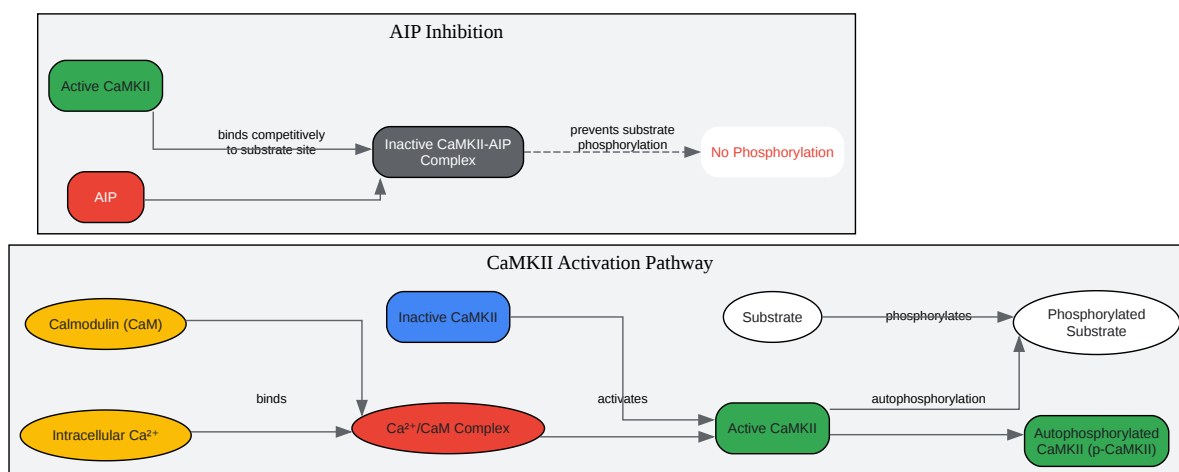 AIP Inhibition
Active CaMKII
binds competitively
to substrate site
Inactive CaMKII-AIP
Complex
prevents substrate
phosphorylation
No Phosphorylation
AIP
CaMKII Activation Pathway
Calmodulin (CaM)
Inactive CaMKII
Substrate
phosphorylates
Phosphorylated
Substrate
Intracellular Ca²⁺
binds
Ca²⁺/CaM Complex
activates
Active CaMKII
autophosphorylation
Autophosphorylated
CaMKII (p-CaMKII)